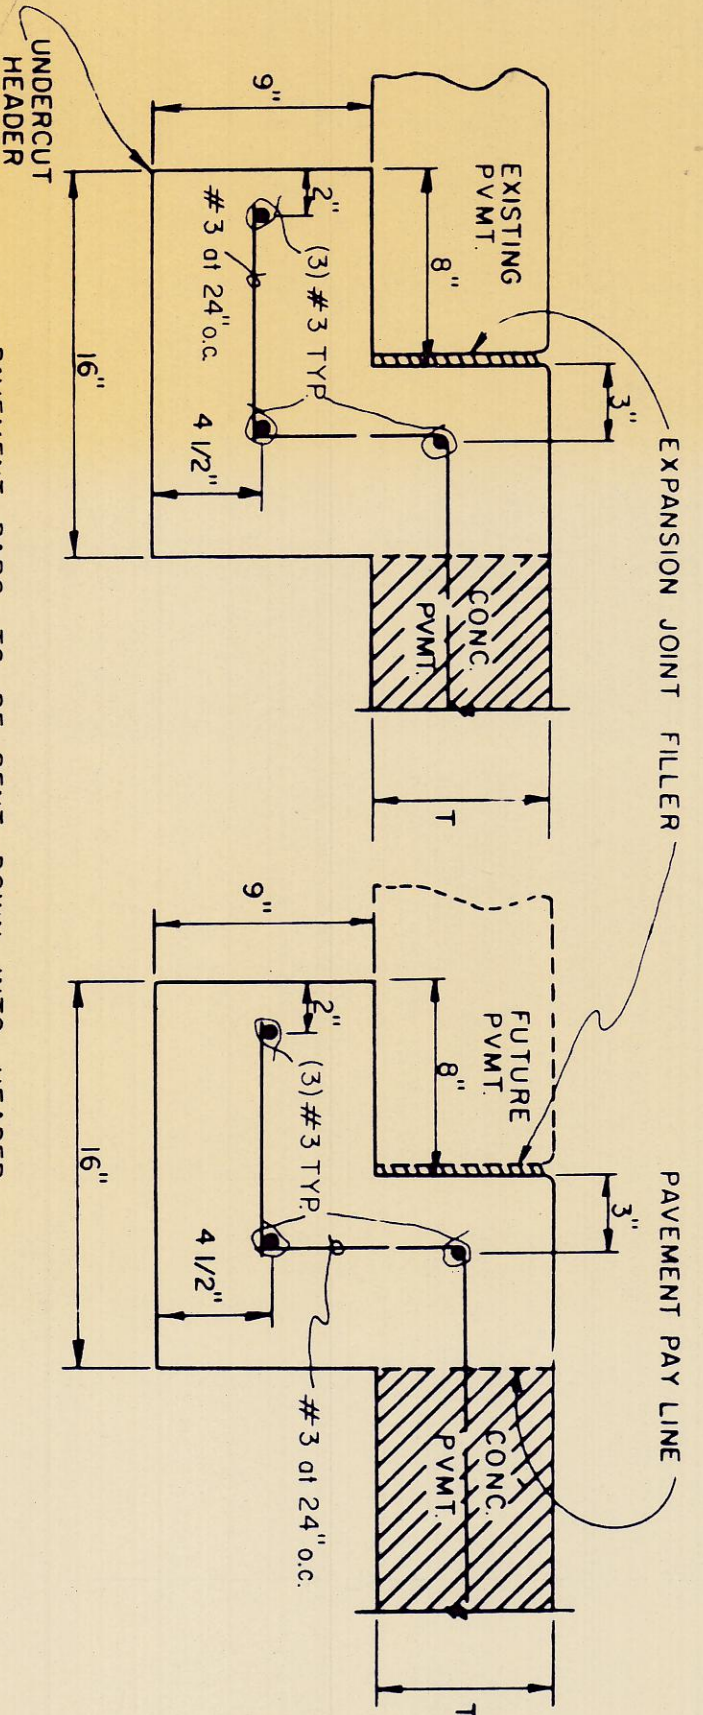 EXPANSION JOINT FILLER
PAVEMENT PAY LINE
EXISTING
PVMT.
8"
3"
9"
2"
(3) #3 TYP.
#3 at 24" o.c.
4 1/2"
16"
CONC.
PVMT.
T
UNDERCUT
HEADER
FUTURE
PVMT.
8"
3"
9"
2"
(3) #3 TYP.
4 1/2"
#3 at 24" o.c.
16"
CONC.
PVMT.
T